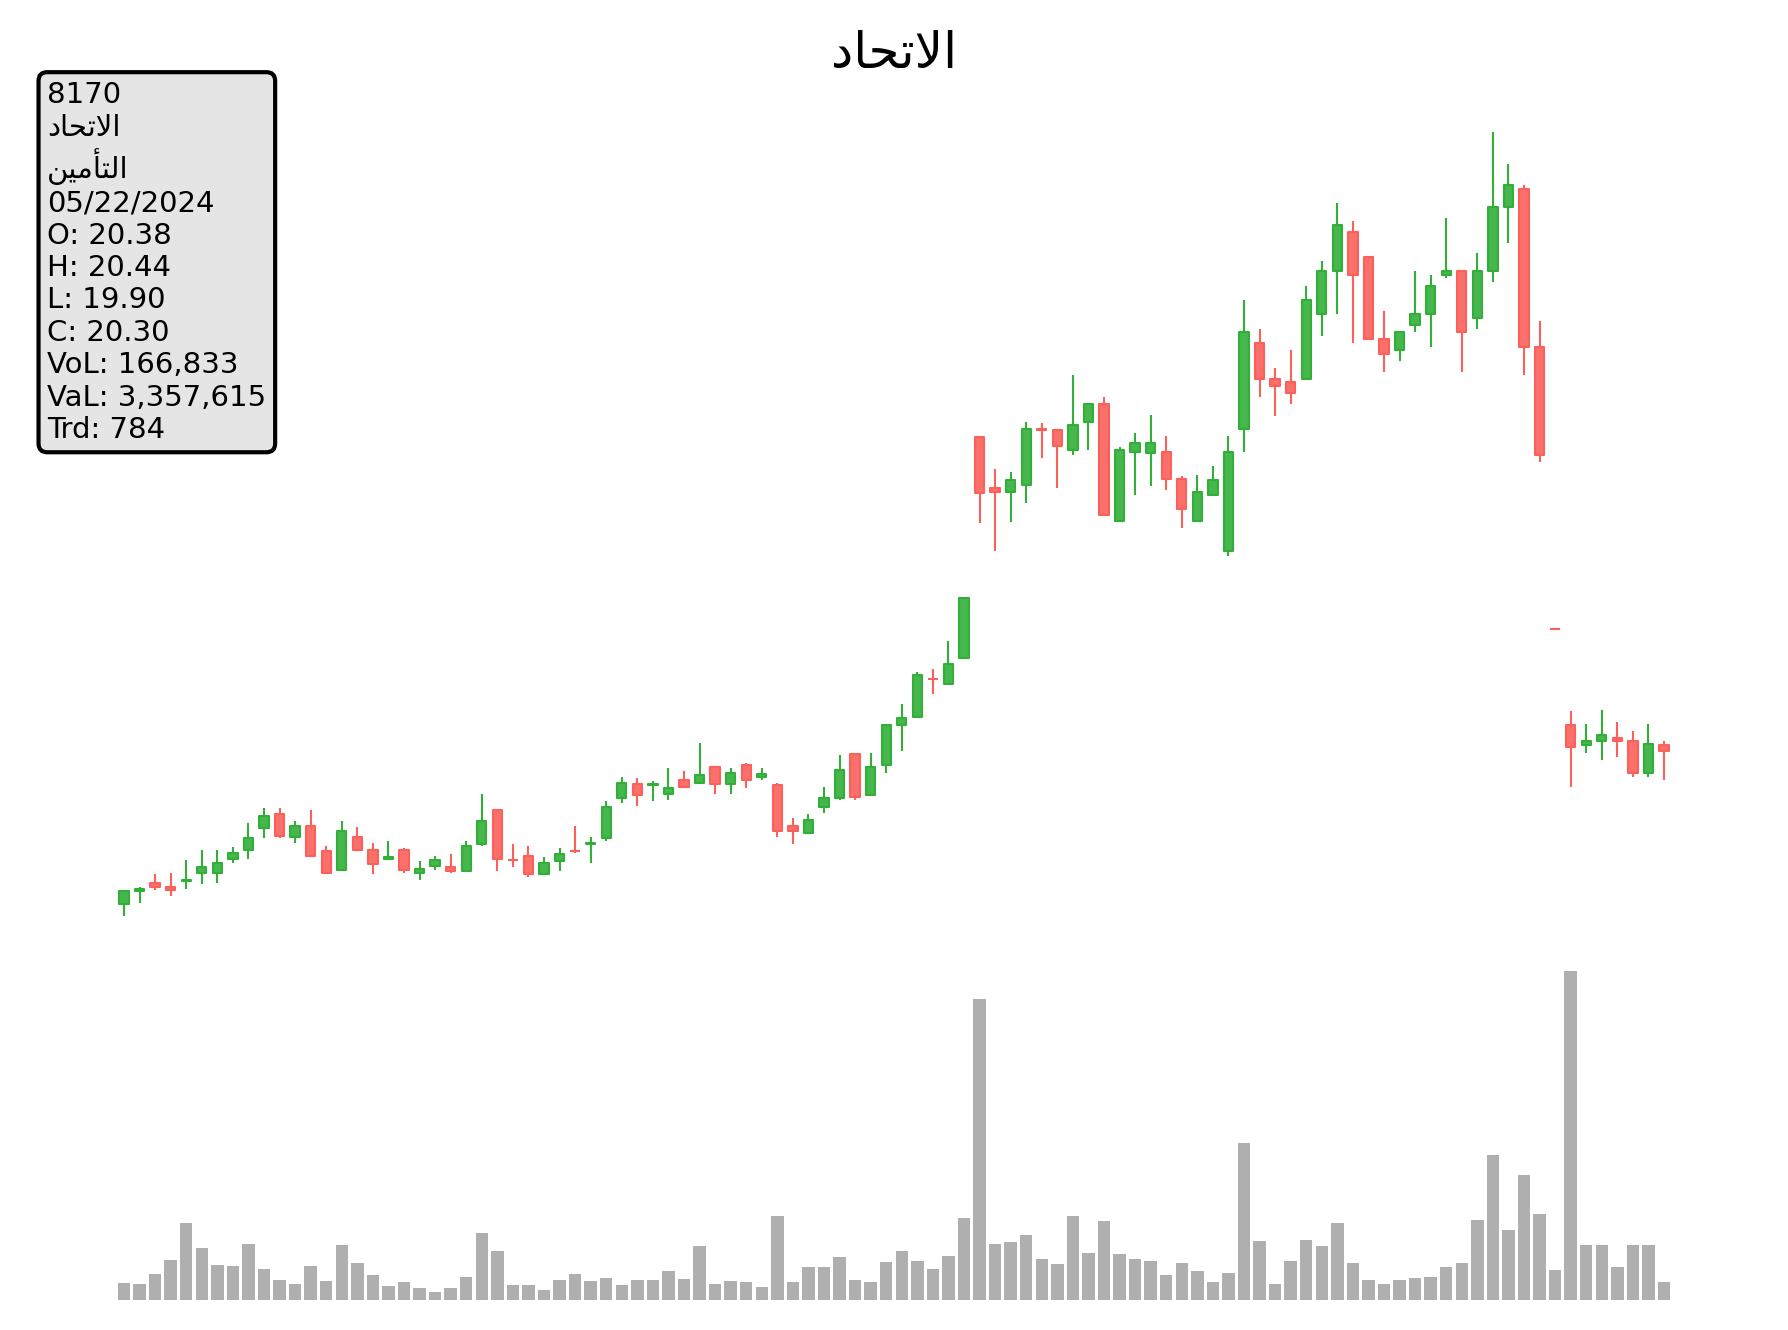 الاتحاد
8170
الاتحاد
التأمين
05/22/2024
O: 20.38
H: 20.44
L: 19.90
C: 20.30
VoL: 166,833
VaL: 3,357,615
Trd: 784